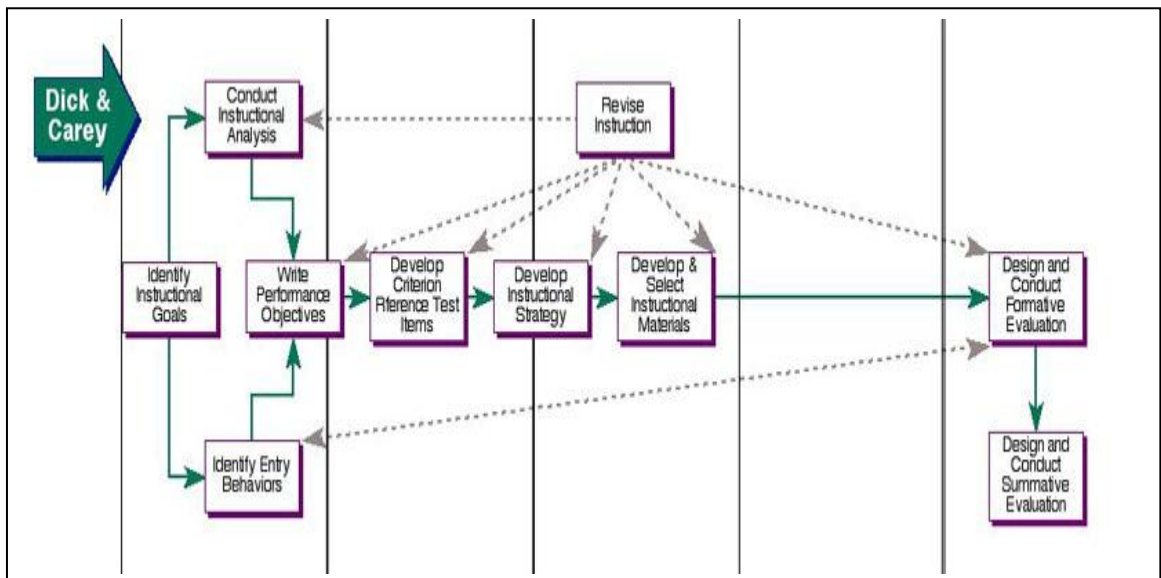 Dick &
Carey
Conduct
Instructional
Analysis
Revise
Instruction
Identify
Instructional
Goals
Write
Performance
Objectives
Develop
Criterion
Rference Test
Items
Develop
Instructional
Strategy
Develop &
Select
Instructional
Materials
Design and
Conduct
Formative
Evaluation
Identify Entry
Behaviors
Design and
Conduct
Summative
Evaluation